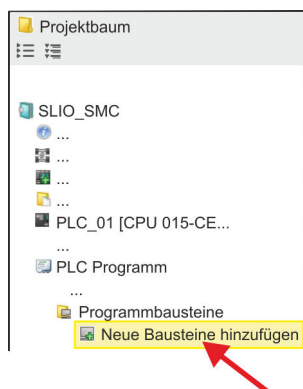 Projektbaum
SLIO_SMC
...
...
...
...
PLC_01 [CPU 015-CE...
...
PLC Programm
...
Programmbausteine
Neue Bausteine hinzufügen